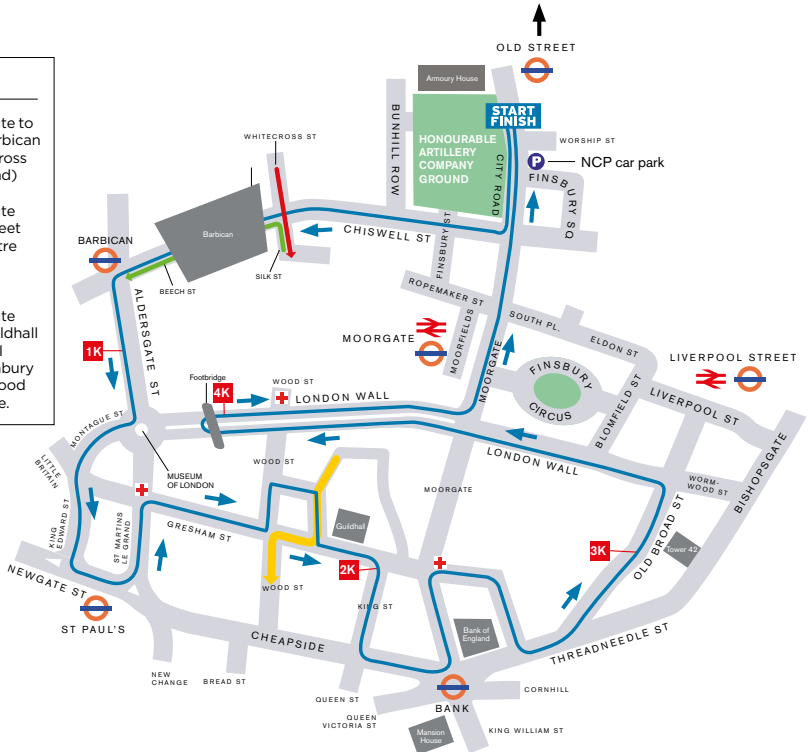 OLD STREET
Armoury House
START
FINISH
WORSHIP ST
P
NCP car park
FINSBURY SQ
BUNHILL ROW
HONOURABLE
ARTILLERY
COMPANY
GROUND
CITY ROAD
WHITECROSS ST
te to
rbican
ross
nd)
te
eet
tre
te
ildhall
l
nbury
ood
e.
BARBICAN
Barbican
CHISWELL ST
FINSBURY ST
SILK ST
BEECH ST
ROPEMAKER ST
SOUTH PL.
ELDON ST
MOORGATE
MOORFIELDS
MOORGATE
LIVERPOOL STREET
ALDERSGATE ST
1K
Footbridge
4K
WOOD ST
LONDON WALL
FINSBURY
CIRCUS
BLOMFIELD ST
LIVERPOOL ST
BISHOPSGATE
MONTAGUE ST
LITTLE
BRITAIN
MUSEUM
OF LONDON
WOOD ST
LONDON WALL
WORM-
WOOD ST
MOORGATE
KING
EDWARD ST
ST MARTINS
LE GRAND
GRESHAM ST
Guildhall
OLD BROAD ST
3K
Tower 42
NEWGATE ST
2K
WOOD ST
KING ST
ST PAUL'S
CHEAPSIDE
Bank of
England
THREADNEEDLE ST
NEW
CHANGE
BREAD ST
QUEEN ST
QUEEN
VICTORIA ST
BANK
CORNHILL
Mansion
House
KING WILLIAM ST